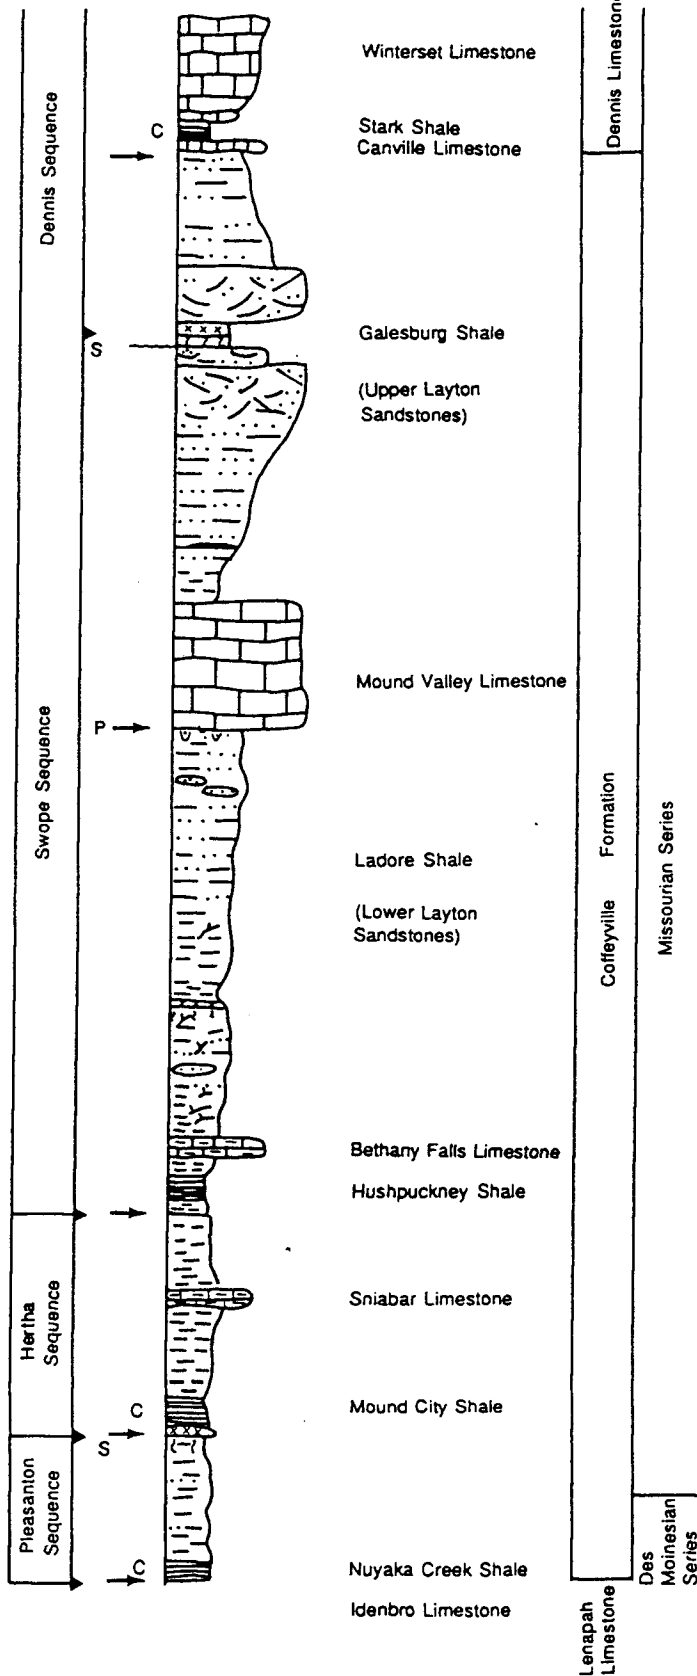 Dennis Sequence
Swope Sequence
Hertha
Sequence
Pleasanton
Sequence
C
S
P
C
S
C
Winterset Limestone
Stark Shale
Canville Limestone
Galesburg Shale
(Upper Layton
Sandstones)
Mound Valley Limestone
Ladore Shale
(Lower Layton
Sandstones)
Bethany Falls Limestone
Hushpuckney Shale
Sniabar Limestone
Mound City Shale
Nuyaka Creek Shale
Idenbro Limestone
Dennis Limestone
Coffeyville Formation
Lenapah
Limestone
Missourian Series
Des
Moinesian
Series